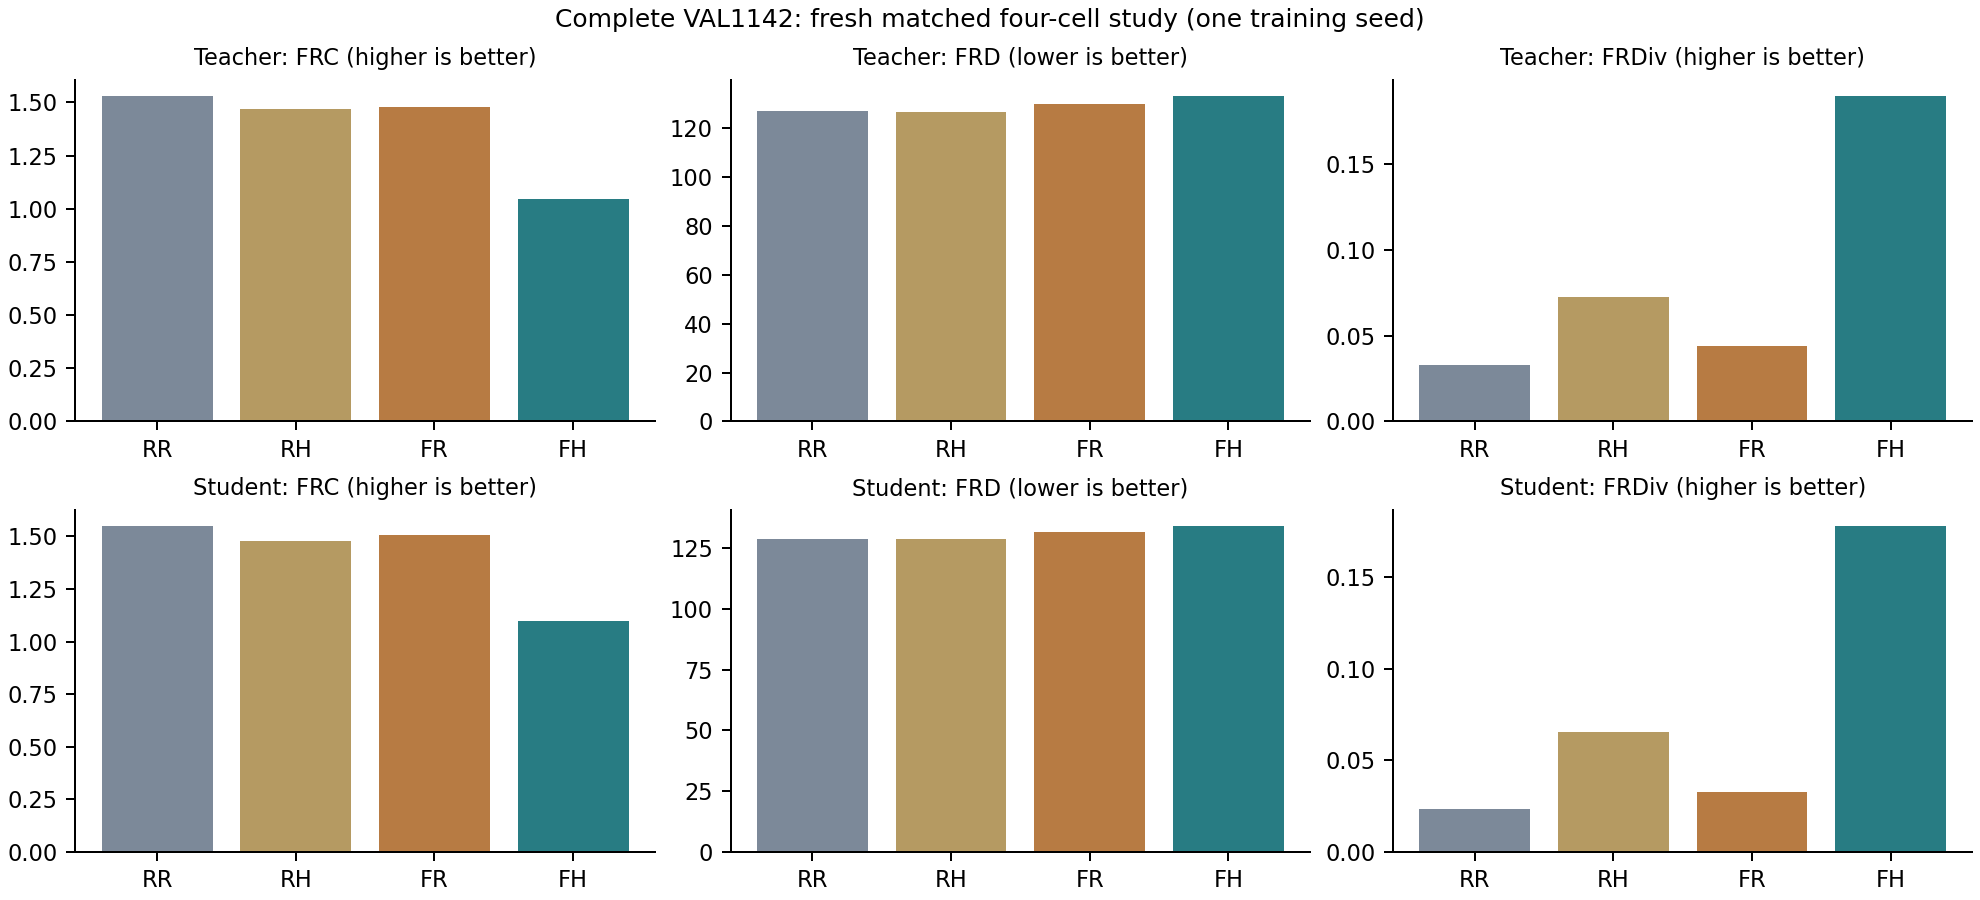 Complete VAL1142: fresh matched four-cell study (one training seed)
Teacher: FRC (higher is better)
1.50
1.25
1.00
0.75
0.50
0.25
0.00
RR RH FR FH
Teacher: FRD (lower is better)
120
100
80
60
40
20
0
RR RH FR FH
Teacher: FRDiv (higher is better)
0.15
0.10
0.05
0.00
RR RH FR FH
Student: FRC (higher is better)
1.50
1.25
1.00
0.75
0.50
0.25
0.00
RR RH FR FH
Student: FRD (lower is better)
125
100
75
50
25
0
RR RH FR FH
Student: FRDiv (higher is better)
0.15
0.10
0.05
0.00
RR RH FR FH